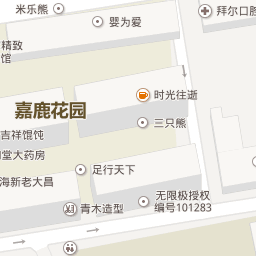 米乐熊
拜尔口腔
婴为爱
精致
馆
时光往逝
嘉鹿花园
三只熊
吉祥馄饨
堂大药房
足行天下
海新老大昌
无限极授权
编号101283
青木造型